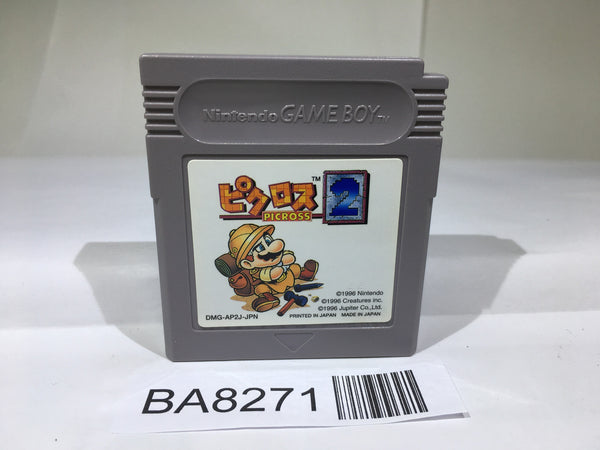 Nintendo GAME BOY™
ピクロス™ 2
PICROSS
©1996 Nintendo
©1996 Creatures inc.
©1996 Jupiter Co.,Ltd.
DMG-AP2J-JPN PRINTED IN JAPAN MADE IN JAPAN
BA8271